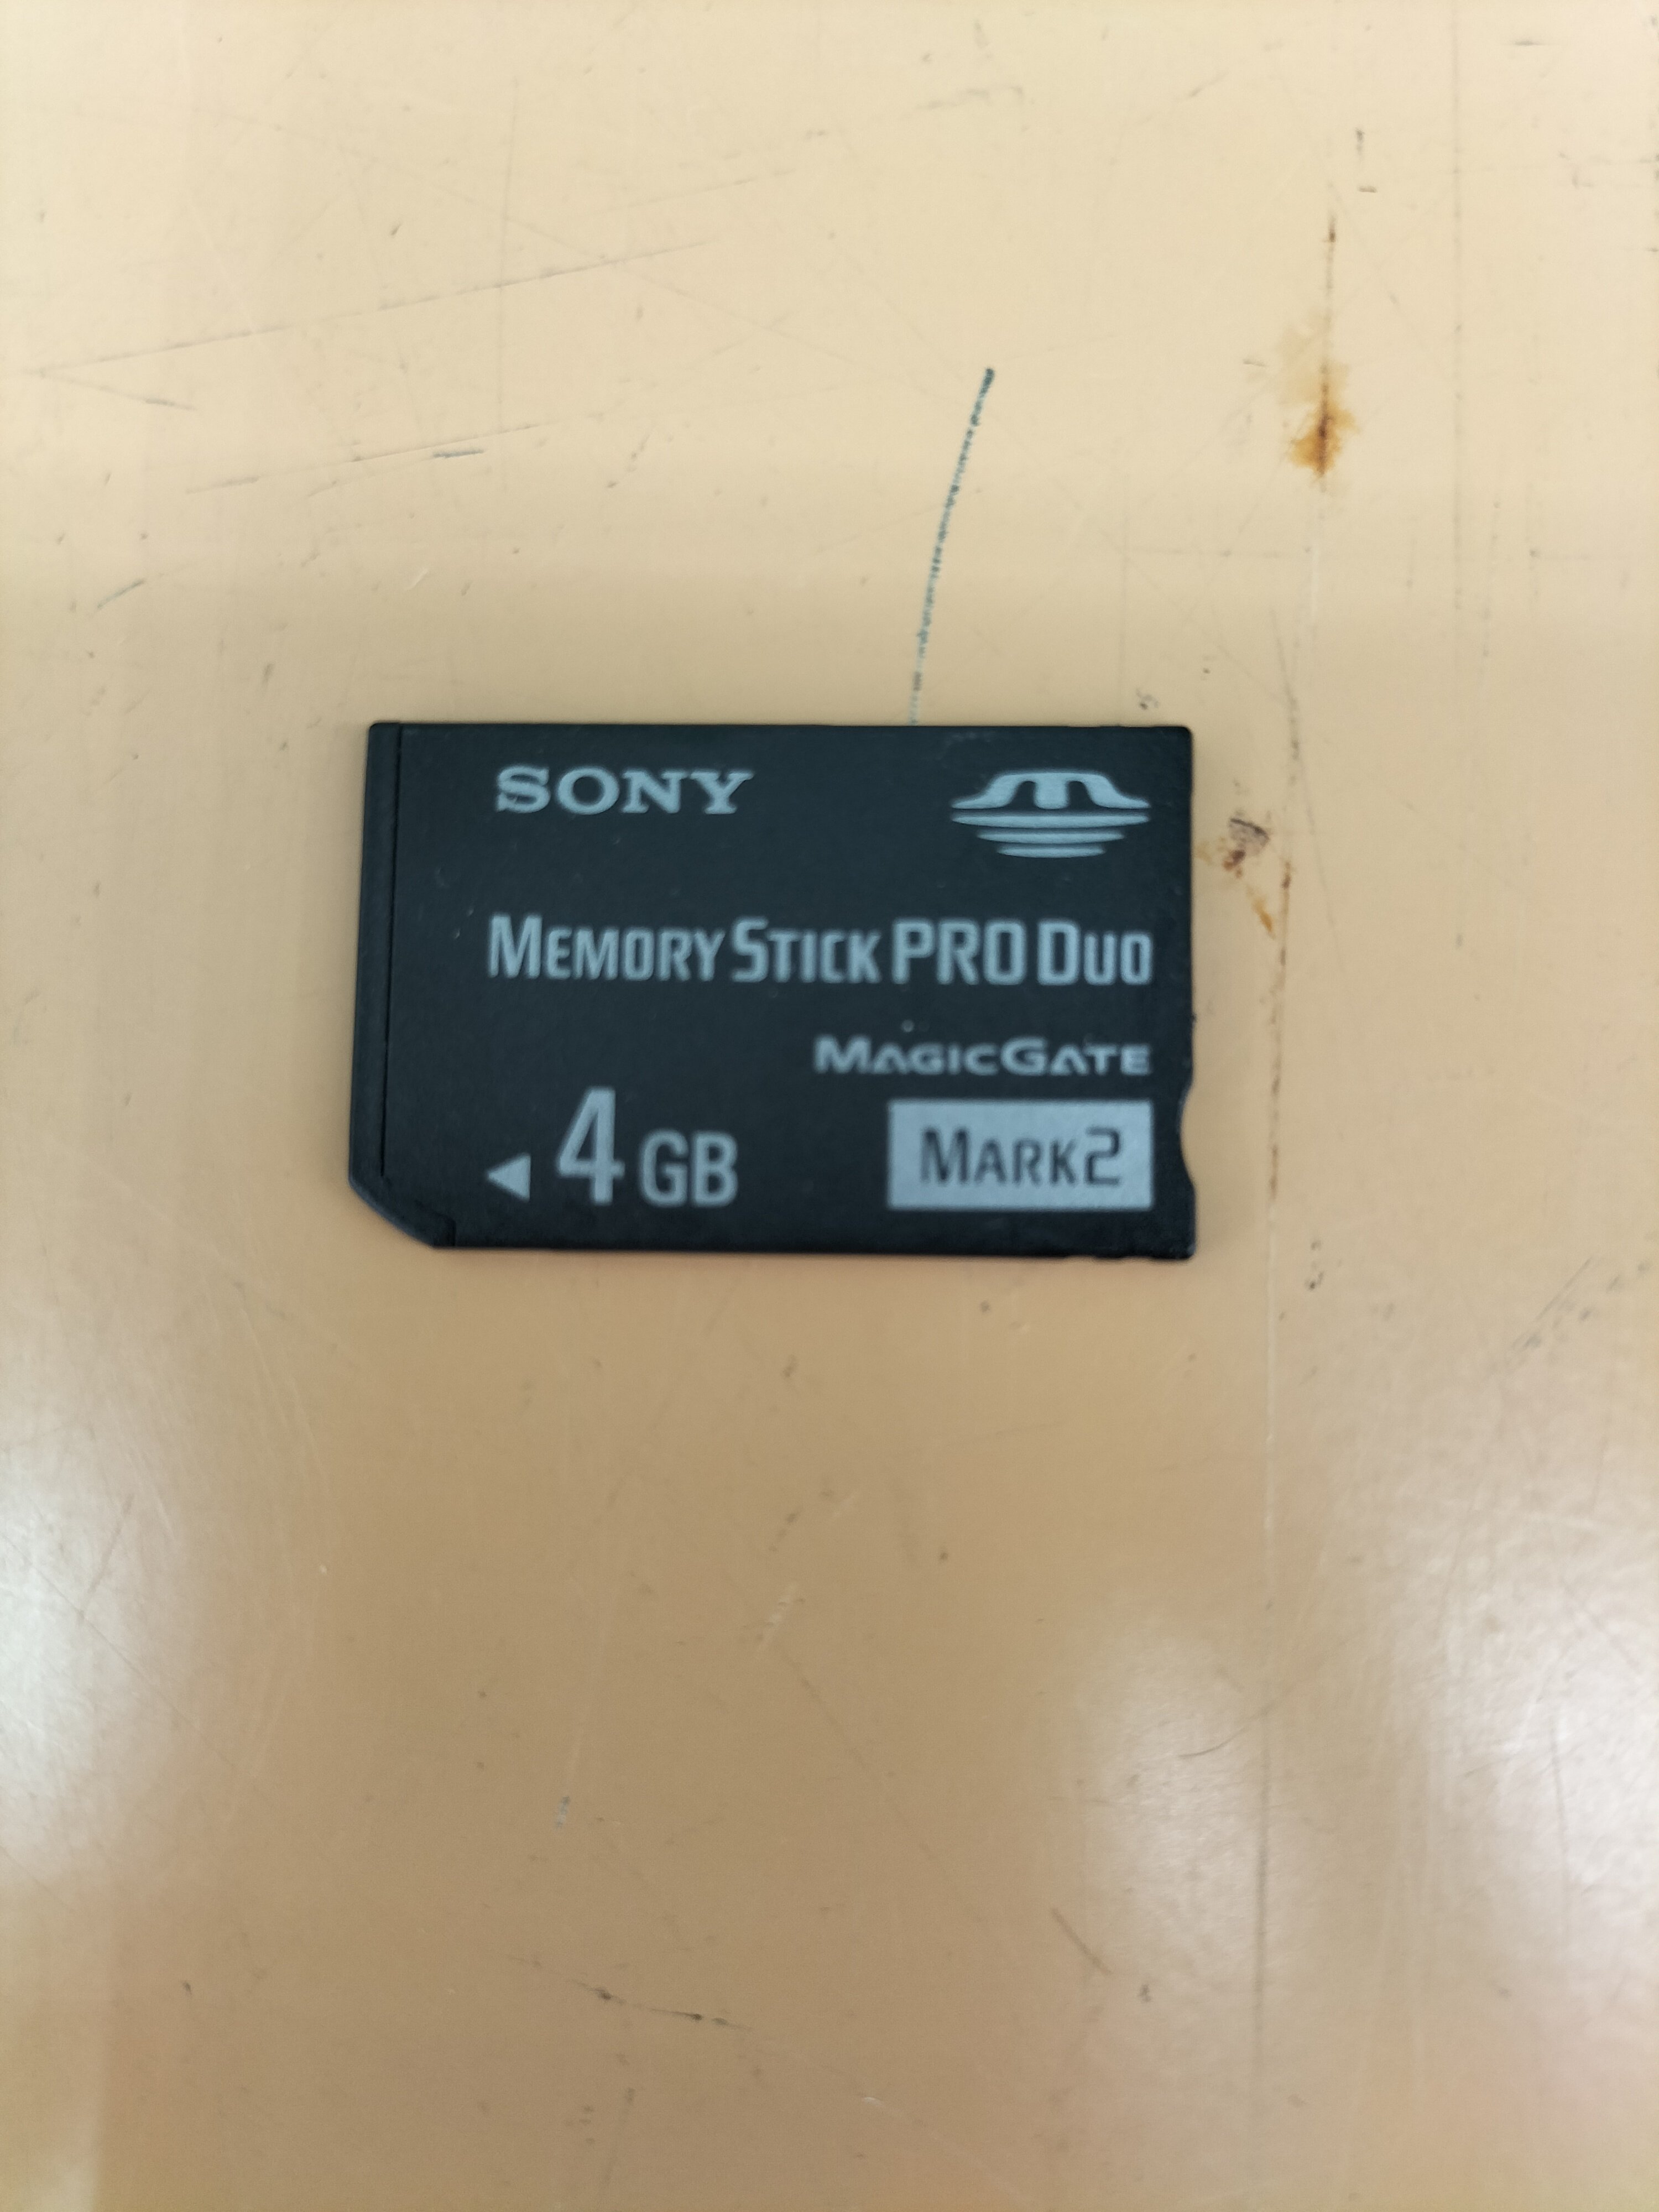 SONY
MEMORY STICK PRO DUO
MAGICGATE
4 GB
MARK2